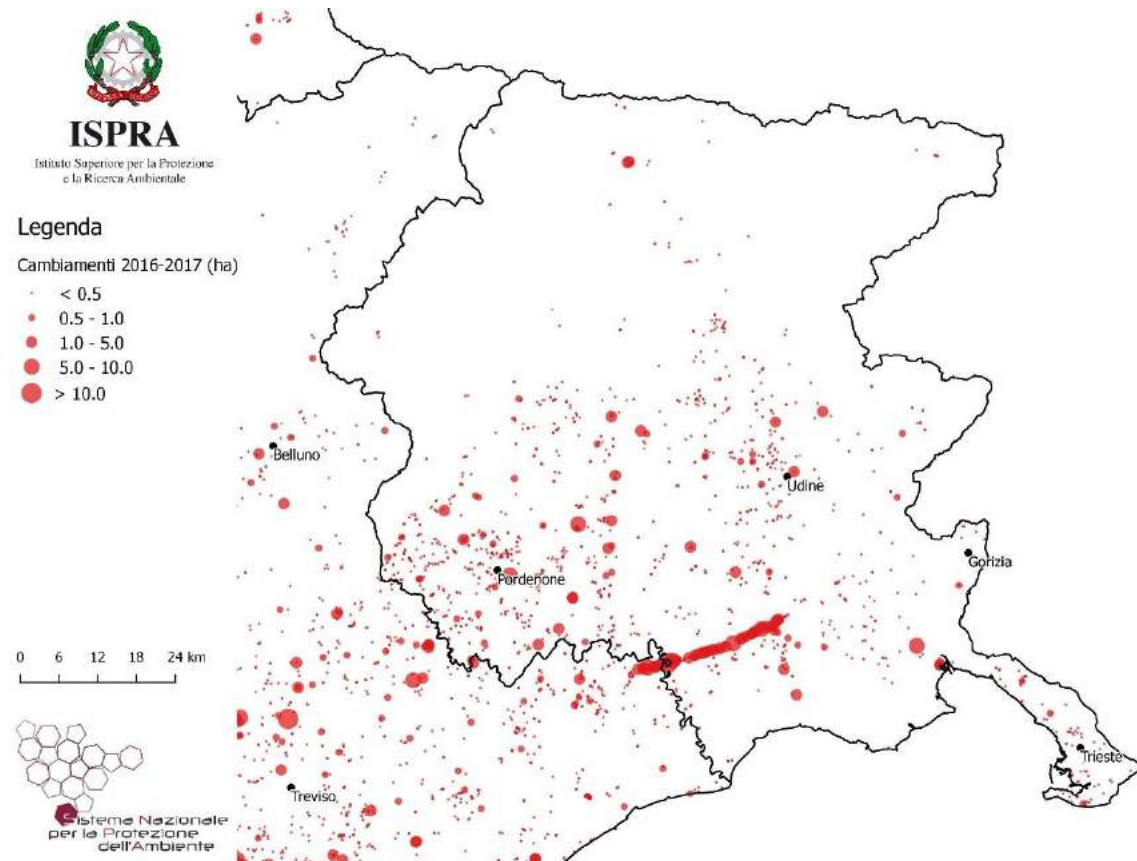 ISPRA
Istituto Superiore per la Protezione
e la Ricerca Ambientale
Legenda
Cambiamenti 2016-2017 (ha)
< 0.5
0.5 - 1.0
1.0 - 5.0
5.0 - 10.0
> 10.0
Belluno
Udine
Gorizia
Pordenone
0 6 12 18 24 km
Trieste
Treviso
Sistema Nazionale
per la Protezione
dell'Ambiente